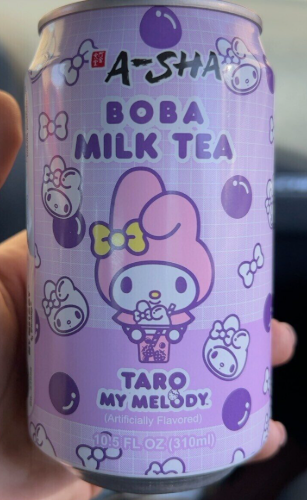 A-SHA
BOBA
MILK TEA
TARO
MY MELODY
(Artificially Flavored)
10.5 FL OZ (310ml)